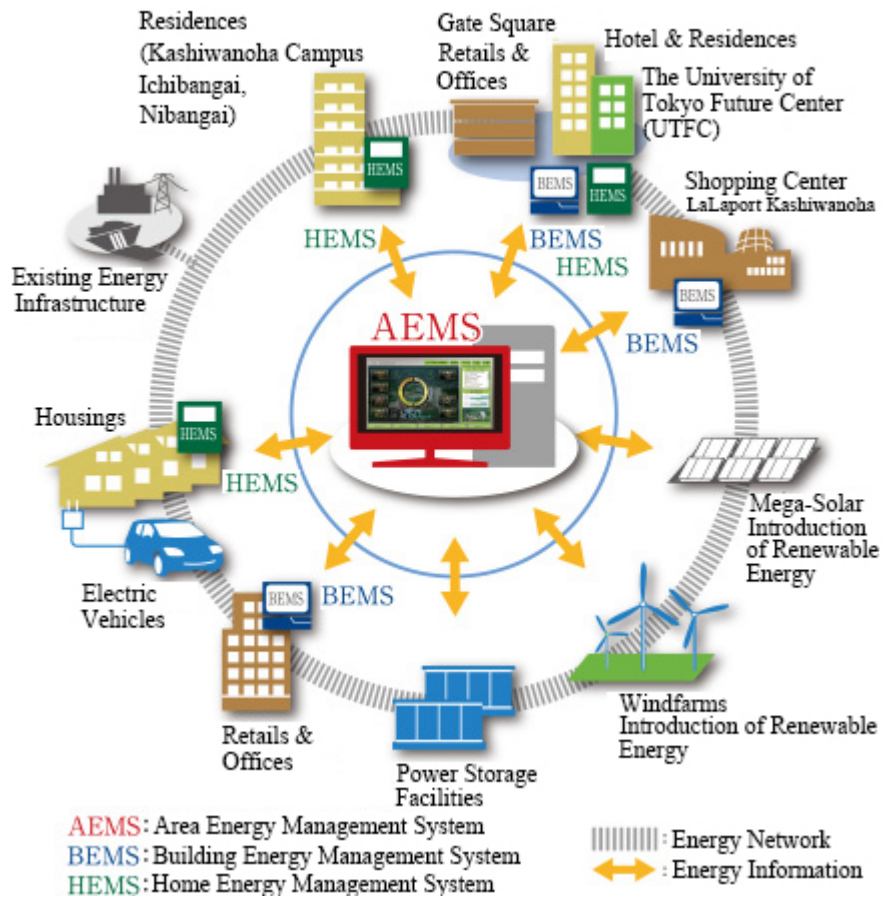 Residences
(Kashiwanoha Campus
Ichibangai,
Nibangai)
Gate Square
Retails &
Offices
Hotel & Residences
The University of
Tokyo Future Center
(UTFC)
HEMS
BEMS
HEMS
Shopping Center
LaLaport Kashiwanoha
BEMS
HEMS
BEMS
HEMS
BEMS
Existing Energy
Infrastructure
AEMS
Housings
HEMS
HEMS
Electric
Vehicles
BEMS
BEMS
Retails &
Offices
Power Storage
Facilities
Mega-Solar
Introduction
of Renewable
Energy
Windfarms
Introduction of Renewable
Energy
AEMS: Area Energy Management System
BEMS: Building Energy Management System
HEMS: Home Energy Management System
: Energy Network
: Energy Information